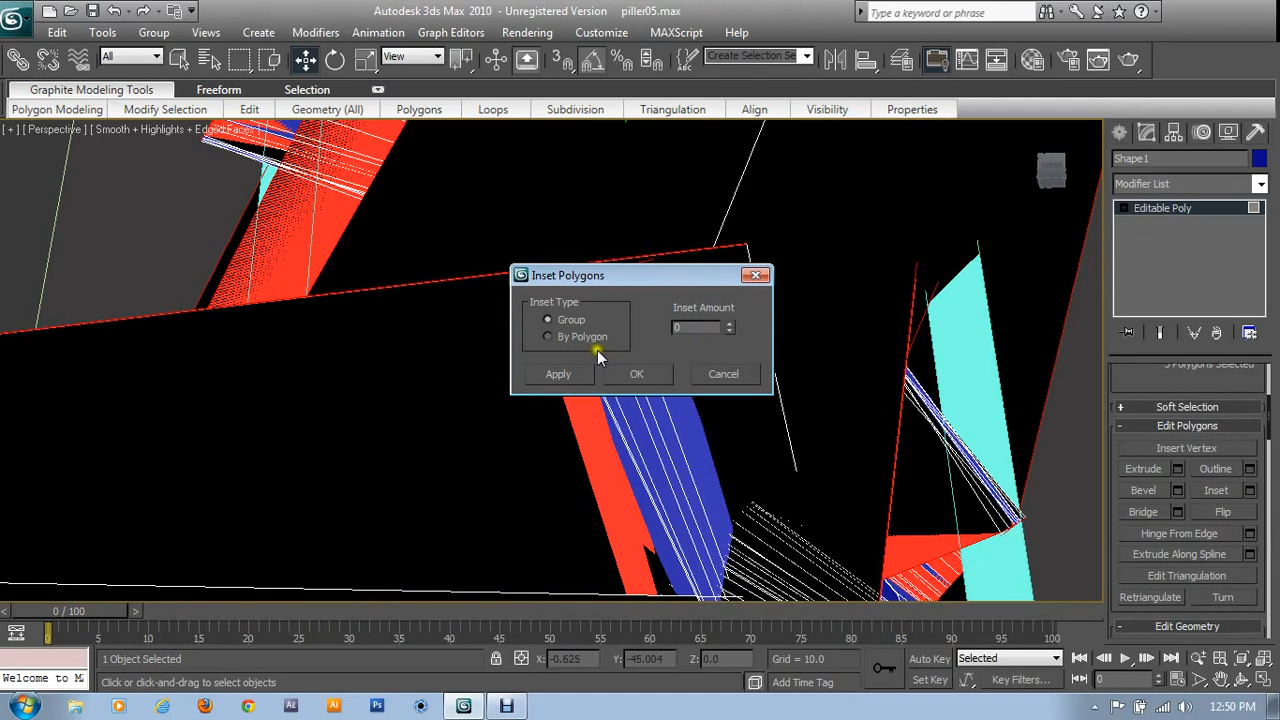 Autodesk 3ds Max 2010 - Unregistered Version piller05.max
Type a keyword or phrase
Edit Tools Group Views Create Modifiers Animation Graph Editors Rendering Customize MAXScript Help
All View Create Selection Se
Graphite Modeling Tools Freeform Selection
Polygon Modeling Modify Selection Edit Geometry (All) Polygons Loops Subdivision Triangulation Align Visibility Properties
[ + ] [ Perspective ] [ Smooth + Highlights + Edged Faces ]
Shape1
Modifier List
Editable Poly
Inset Polygons
Inset Type
Group
By Polygon
Inset Amount
0
Apply OK Cancel
Soft Selection
Edit Polygons
Insert Vertex
Extrude Outline
Bevel Inset
Bridge Flip
Hinge From Edge
Extrude Along Spline
Edit Triangulation
Retriangulate Turn
Edit Geometry
0 / 100
0 5 10 15 20 25 30 35 40 45 50 55 60 65 70 75 80 85 90 95 100
1 Object Selected X: -0.625 Y: -45.004 Z: 0.0 Grid = 10.0 Auto Key Selected
Welcome to M Click or click-and-drag to select objects Add Time Tag Set Key Key Filters... 0
12:50 PM